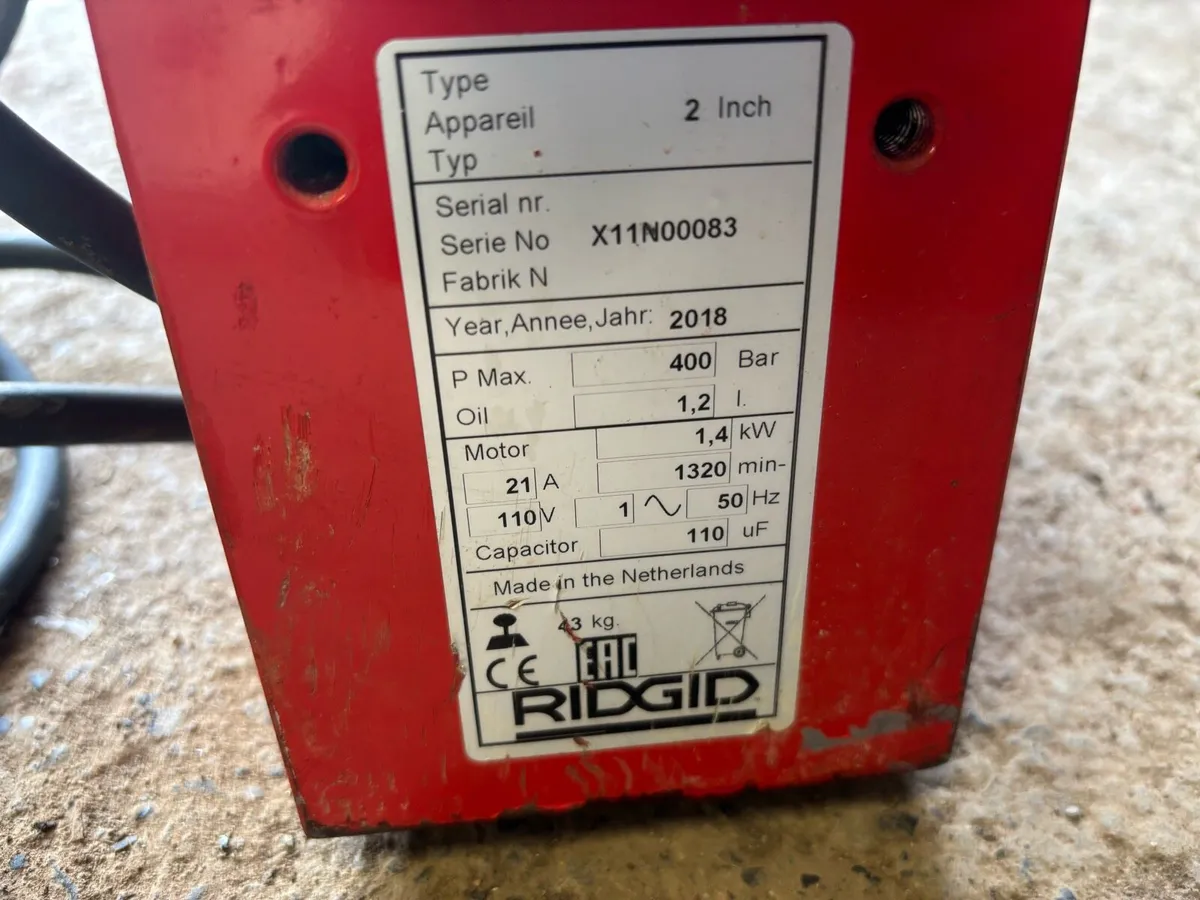 Type
Appareil 2 Inch
Typ
Serial nr.
Serie No X11N00083
Fabrik N
Year,Annee,Jahr: 2018
P Max. 400 Bar
Oil 1,2 l.
Motor 1,4 kW
21 A 1320 min-
110 V 1 50 Hz
Capacitor 110 uF
Made in the Netherlands
43 kg.
CE EAC
RIDGID